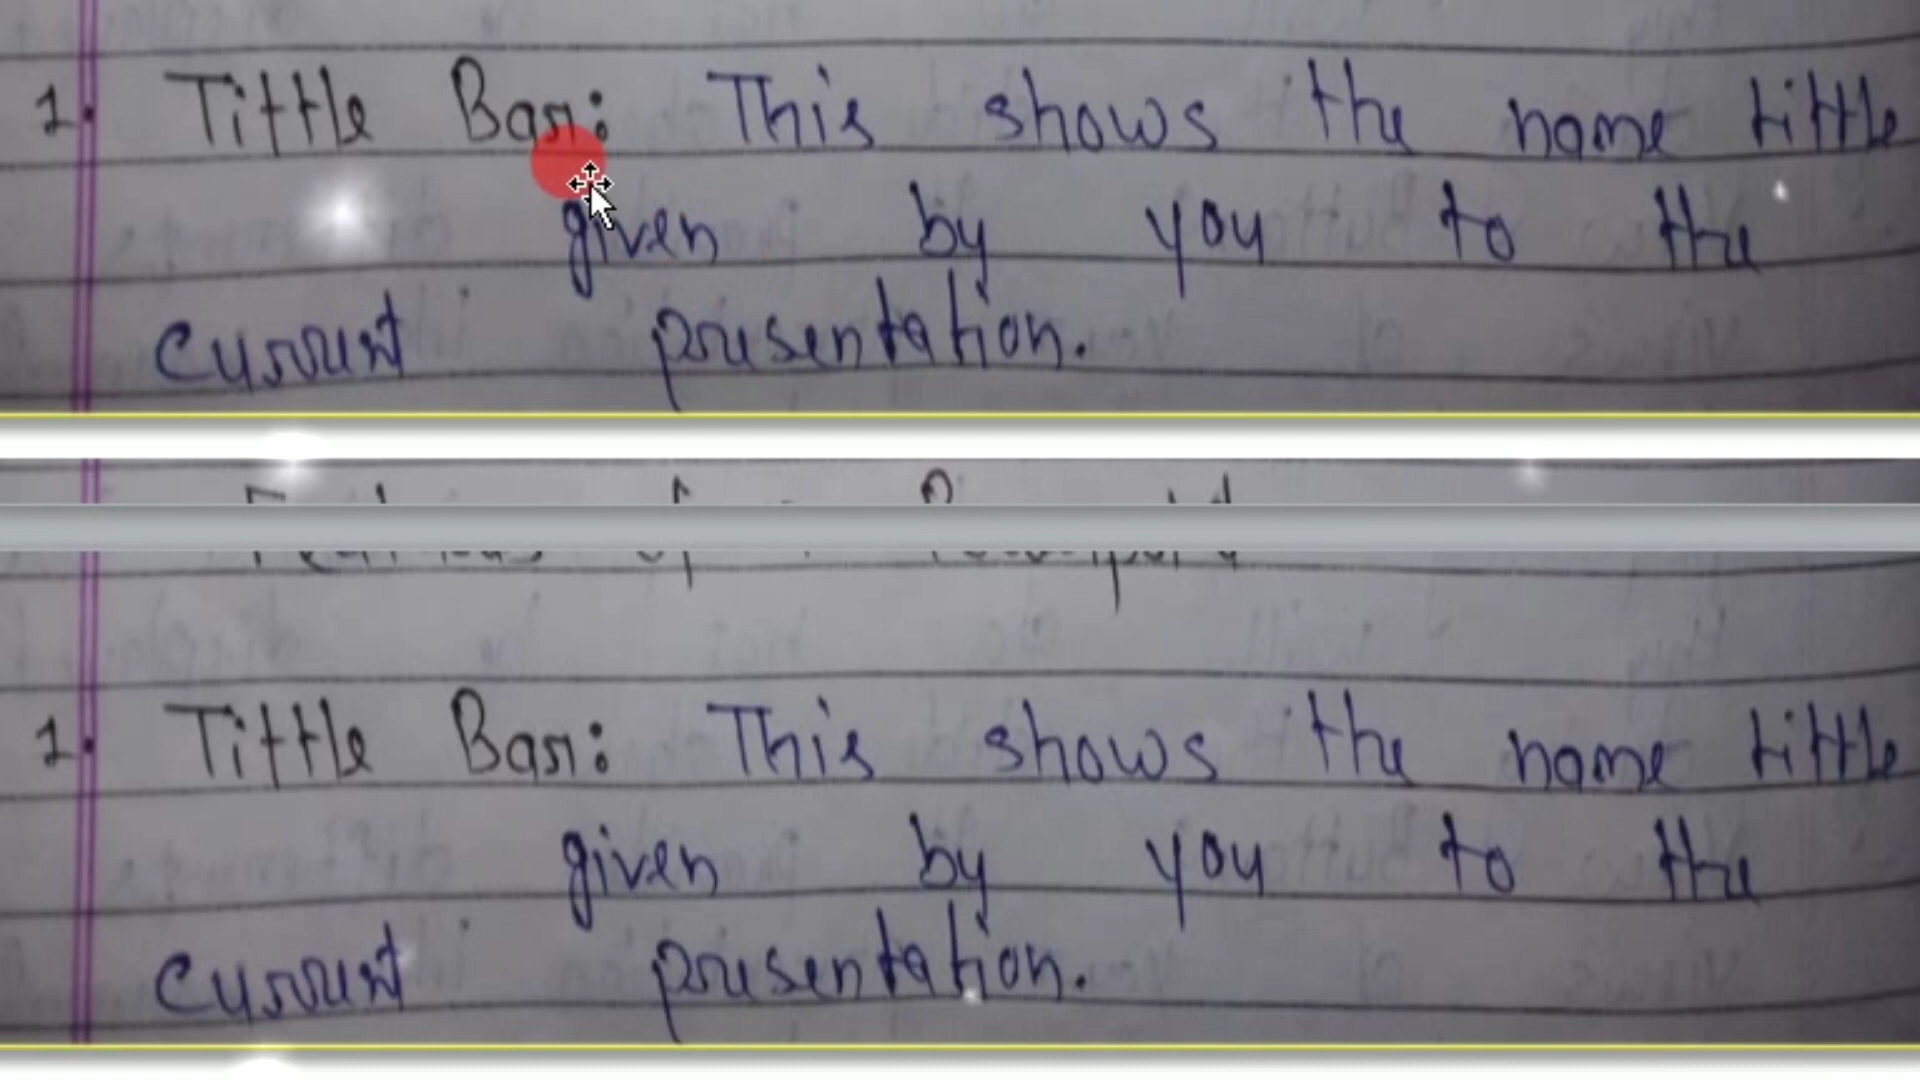 1. Tittle Bar: This shows the name tittle
given by you to the
current presentation.
1. Tittle Bar: This shows the name tittle
given by you to the
current presentation.